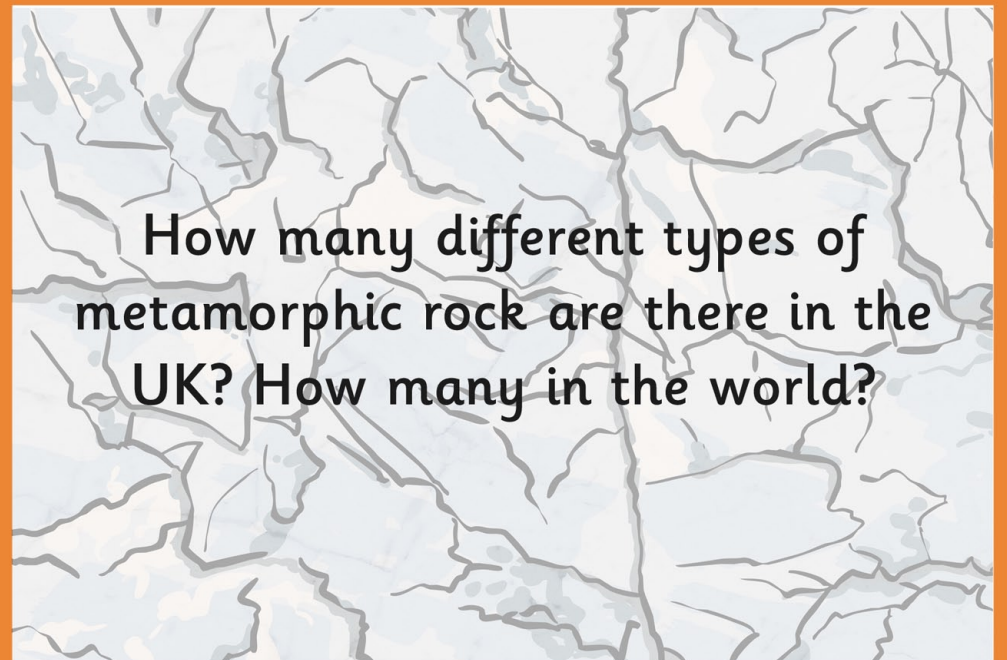 How many different types of
metamorphic rock are there in the
UK? How many in the world?